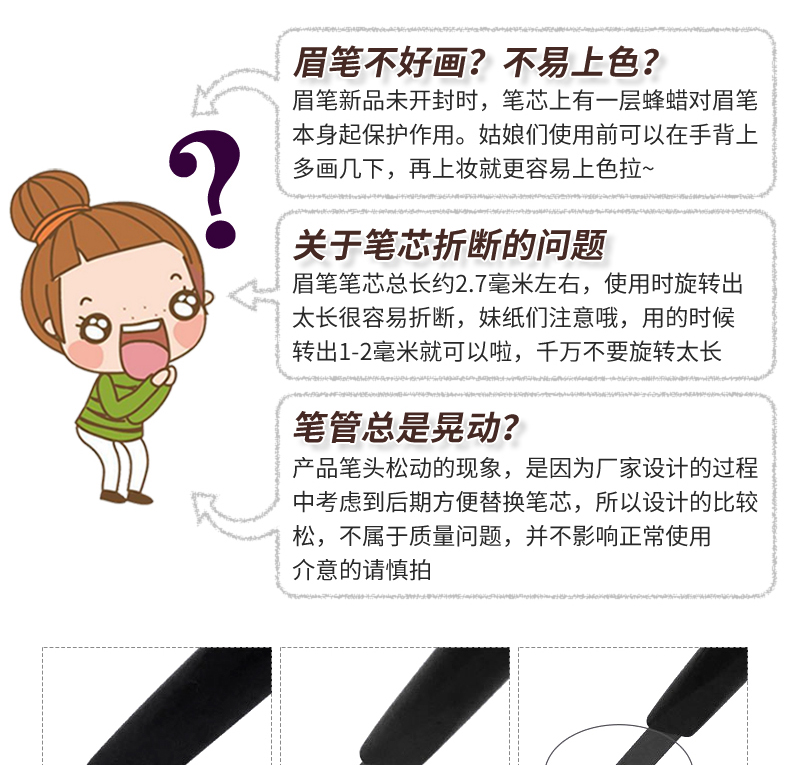 眉笔不好画？不易上色？
眉笔新品未开封时，笔芯上有一层蜂蜡对眉笔
本身起保护作用。姑娘们使用前可以在手背上
多画几下，再上妆就更容易上色拉~
?
关于笔芯折断的问题
眉笔笔芯总长约2.7毫米左右，使用时旋转出
太长很容易折断，妹纸们注意哦，用的时候
转出1-2毫米就可以啦，千万不要旋转太长
笔管总是晃动？
产品笔头松动的现象，是因为厂家设计的过程
中考虑到后期方便替换笔芯，所以设计的比较
松，不属于质量问题，并不影响正常使用
介意的请慎拍